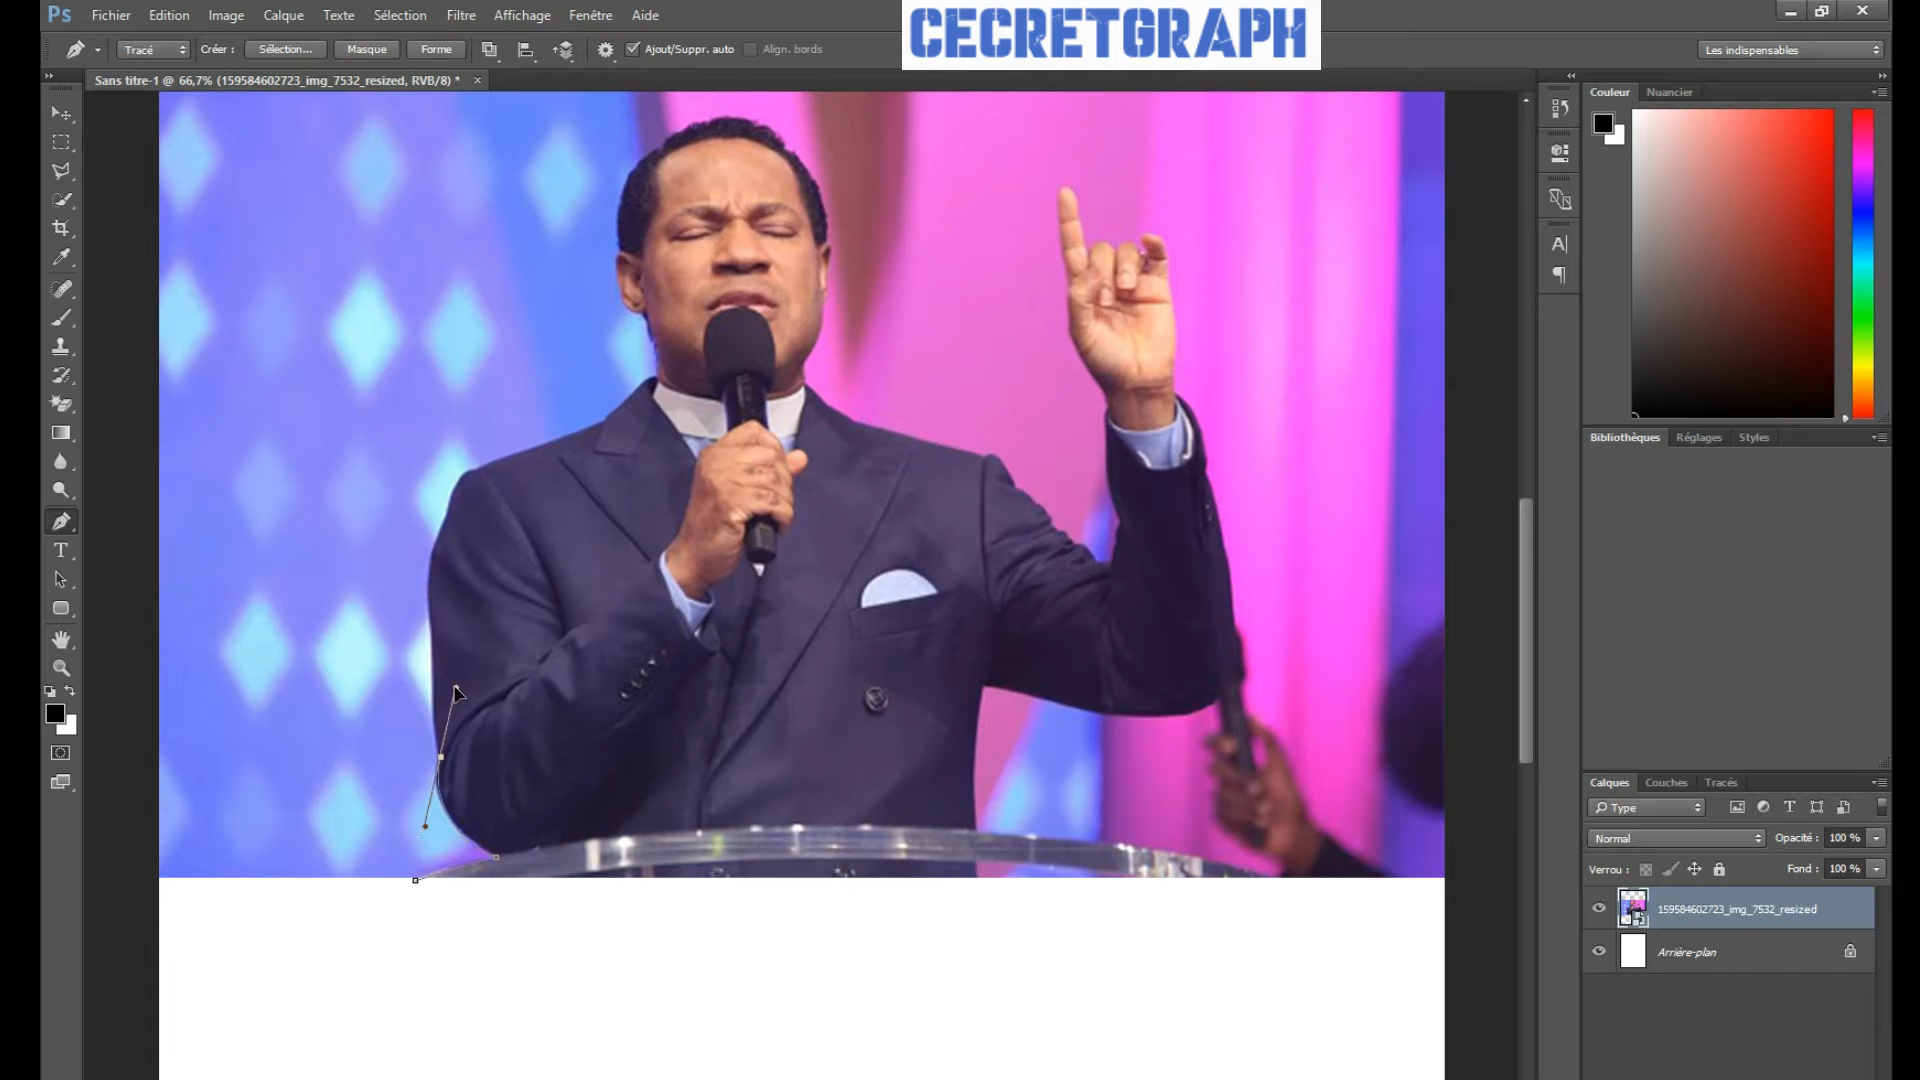 Ps Fichier Edition Image Calque Texte Sélection Filtre Affichage Fenêtre Aide
CECRETGRAPH
Tracé Créer : Sélection... Masque Forme Ajout/Suppr. auto Align. bords
Les indispensables
Sans titre-1 @ 66,7% (159584602723_img_7532_resized, RVB/8) * ×
Couleur Nuancier
Bibliothèques Réglages Styles
Calques Couches Tracés
Type
Normal Opacité : 100 %
Verrou : Fond : 100 %
159584602723_img_7532_resized
Arrière-plan